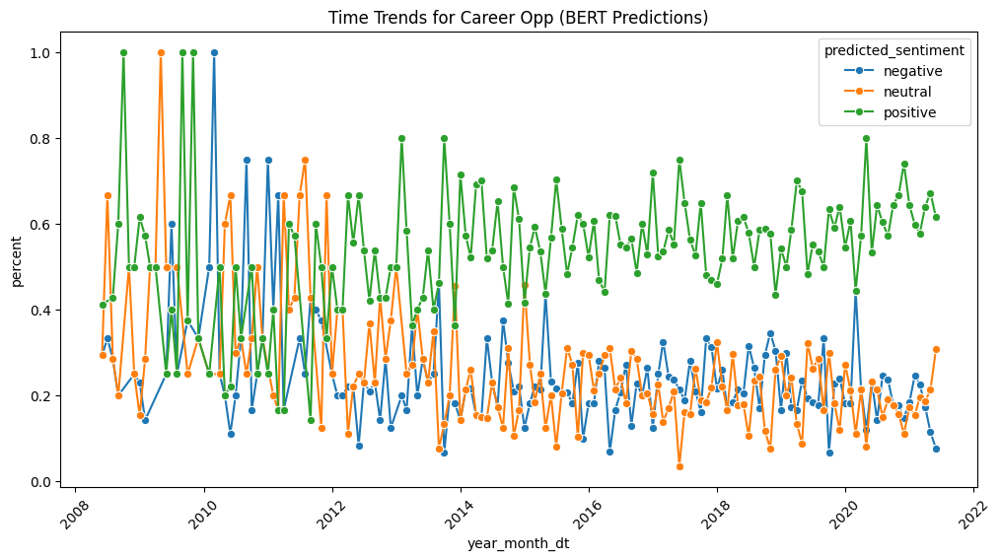 Time Trends for Career Opp (BERT Predictions)
predicted_sentiment
negative
neutral
positive
percent
1.0
0.8
0.6
0.4
0.2
0.0
2008
2010
2012
2014
2016
2018
2020
2022
year_month_dt